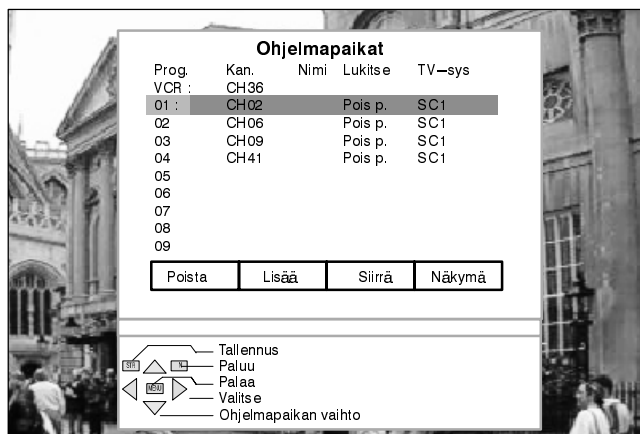 Ohjelmapaikat
Prog. Kan. Nimi Lukitse TV-sys
VCR : CH36
01 : CH02 Pois p. SC1
02 CH06 Pois p. SC1
03 CH09 Pois p. SC1
04 CH41 Pois p. SC1
05
06
07
08
09
Poista Lisää Siirrä Näkymä
Tallennus
STR N Paluu
MENU Palaa
Valitse
Ohjelmapaikan vaihto